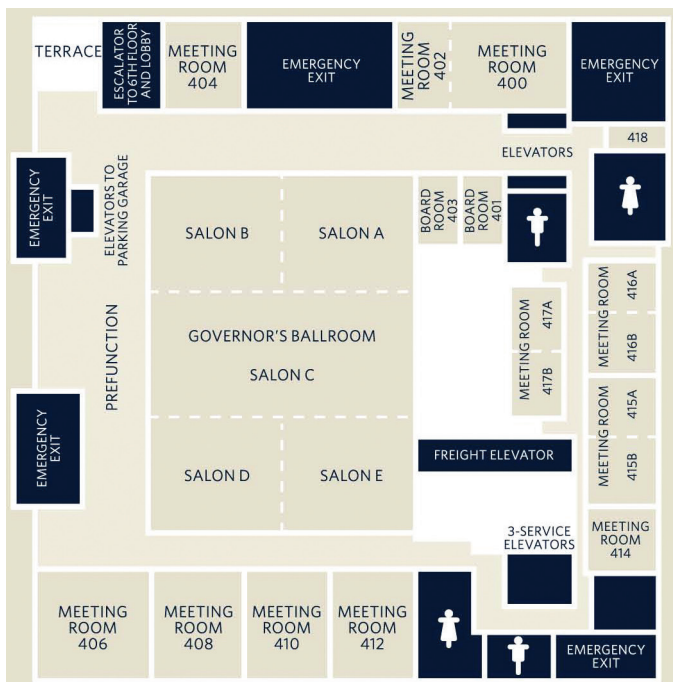 TERRACE
ESCALATOR
TO 6TH FLOOR
AND LOBBY
MEETING
ROOM
404
EMERGENCY
EXIT
MEETING
ROOM
402
MEETING
ROOM
400
EMERGENCY
EXIT
418
ELEVATORS
EMERGENCY
EXIT
ELEVATORS TO
PARKING GARAGE
SALON B
SALON A
BOARD
ROOM
403
BOARD
ROOM
401
MEETING ROOM
416A
416B
MEETING ROOM
417A
417B
PREFUNCTION
GOVERNOR'S BALLROOM
SALON C
MEETING ROOM
415A
415B
EMERGENCY
EXIT
SALON D
SALON E
FREIGHT ELEVATOR
3-SERVICE
ELEVATORS
MEETING
ROOM
414
MEETING
ROOM
406
MEETING
ROOM
408
MEETING
ROOM
410
MEETING
ROOM
412
EMERGENCY
EXIT